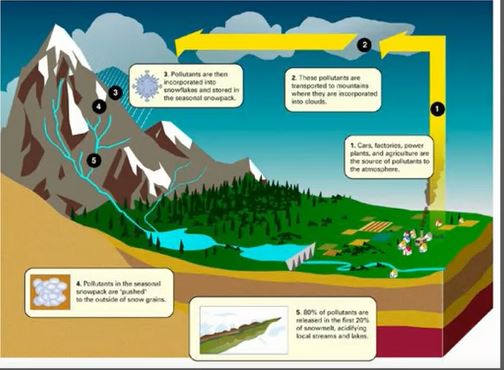 3. Pollutants are then
incorporated into
snowflakes and stored in
the seasonal snowpack.
2
2. These pollutants are
transported to mountains
where they are incorporated
into clouds.
3
4
1
1. Cars, factories, power
plants, and agriculture are
the source of pollutants to
the atmosphere.
5
4. Pollutants in the seasonal
snowpack are "pushed"
to the outside of snow grains.
5. 80% of pollutants are
released in the first 20%
of snowmelt, acidifying
local streams and lakes.